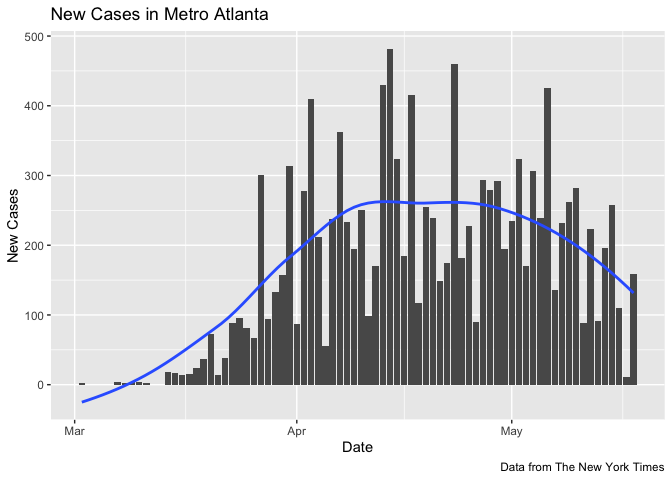 New Cases in Metro Atlanta
500
400
300
200
100
0
New Cases
Mar
Apr
May
Date
Data from The New York Times